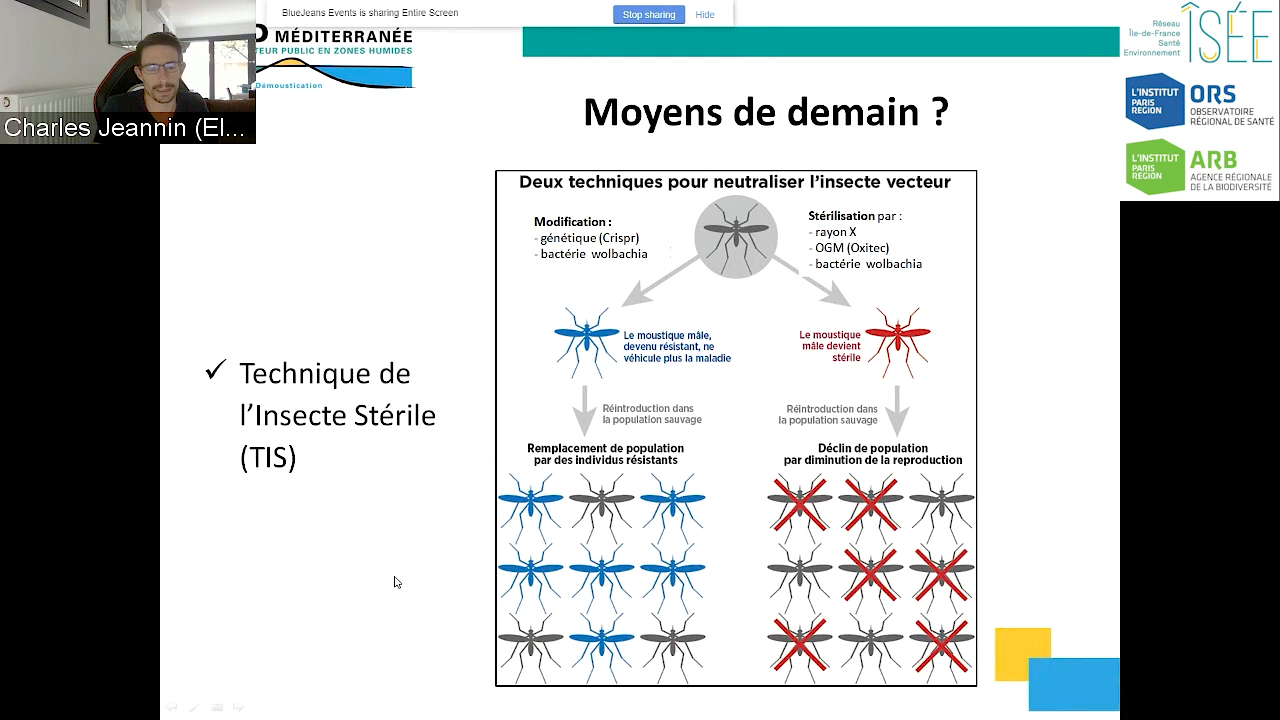 BlueJeans Events is sharing Entire Screen
Stop sharing
Hide
Charles Jeannin (El...
MÉDITERRANÉE
TEUR PUBLIC EN ZONES HUMIDES
Démoustication
Réseau
Île-de-France
Santé
Environnement
ÎSÉE
L'INSTITUT
PARIS
REGION
ORS
OBSERVATOIRE
RÉGIONAL DE SANTÉ
L'INSTITUT
PARIS
REGION
ARB
AGENCE RÉGIONALE
DE LA BIODIVERSITÉ
Moyens de demain ?
✓ Technique de
l'Insecte Stérile
(TIS)
Deux techniques pour neutraliser l'insecte vecteur
Modification :
- génétique (Crispr)
- bactérie wolbachia
Stérilisation par :
- rayon X
- OGM (Oxitec)
- bactérie wolbachia
Le moustique mâle,
devenu résistant, ne
véhicule plus la maladie
Le moustique
mâle devient
stérile
Réintroduction dans
la population sauvage
Réintroduction dans
la population sauvage
Remplacement de population
par des individus résistants
Déclin de population
par diminution de la reproduction